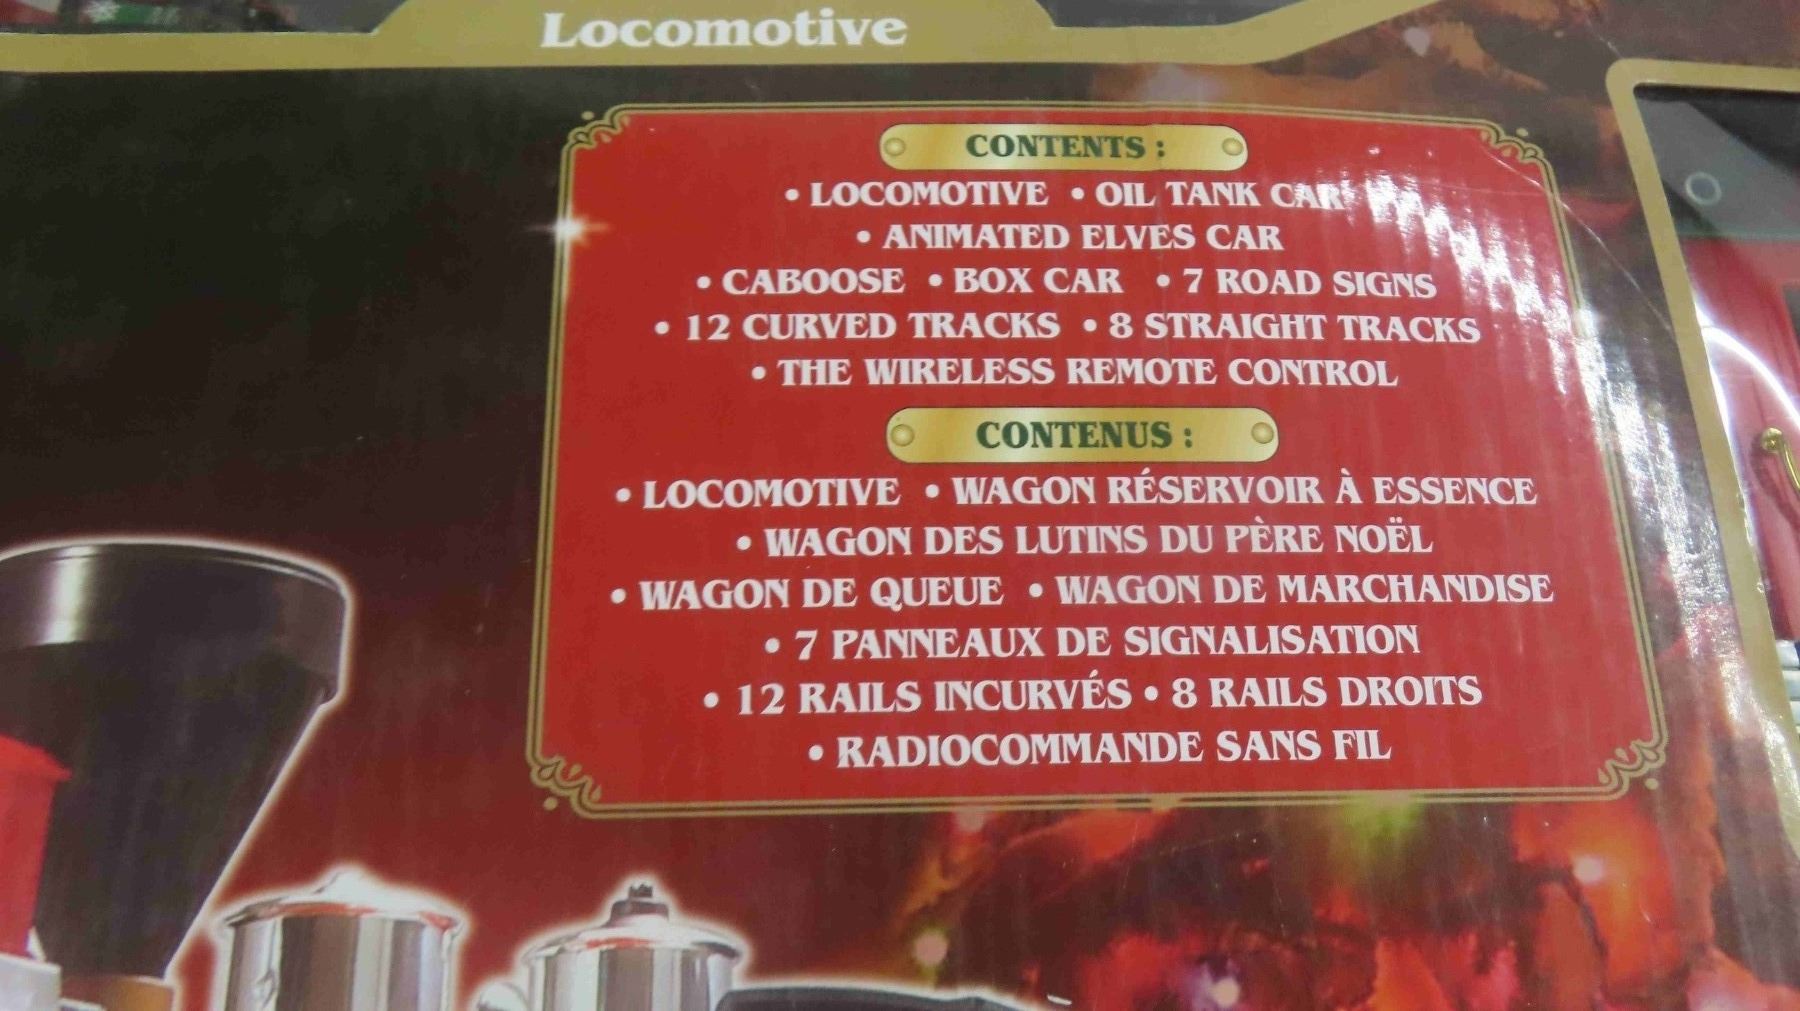 Locomotive
CONTENTS :
• LOCOMOTIVE • OIL TANK CAR
• ANIMATED ELVES CAR
• CABOOSE • BOX CAR • 7 ROAD SIGNS
• 12 CURVED TRACKS • 8 STRAIGHT TRACKS
• THE WIRELESS REMOTE CONTROL
CONTENUS :
• LOCOMOTIVE • WAGON RÉSERVOIR À ESSENCE
• WAGON DES LUTINS DU PÈRE NOËL
• WAGON DE QUEUE • WAGON DE MARCHANDISE
• 7 PANNEAUX DE SIGNALISATION
• 12 RAILS INCURVÉS • 8 RAILS DROITS
• RADIOCOMMANDE SANS FIL